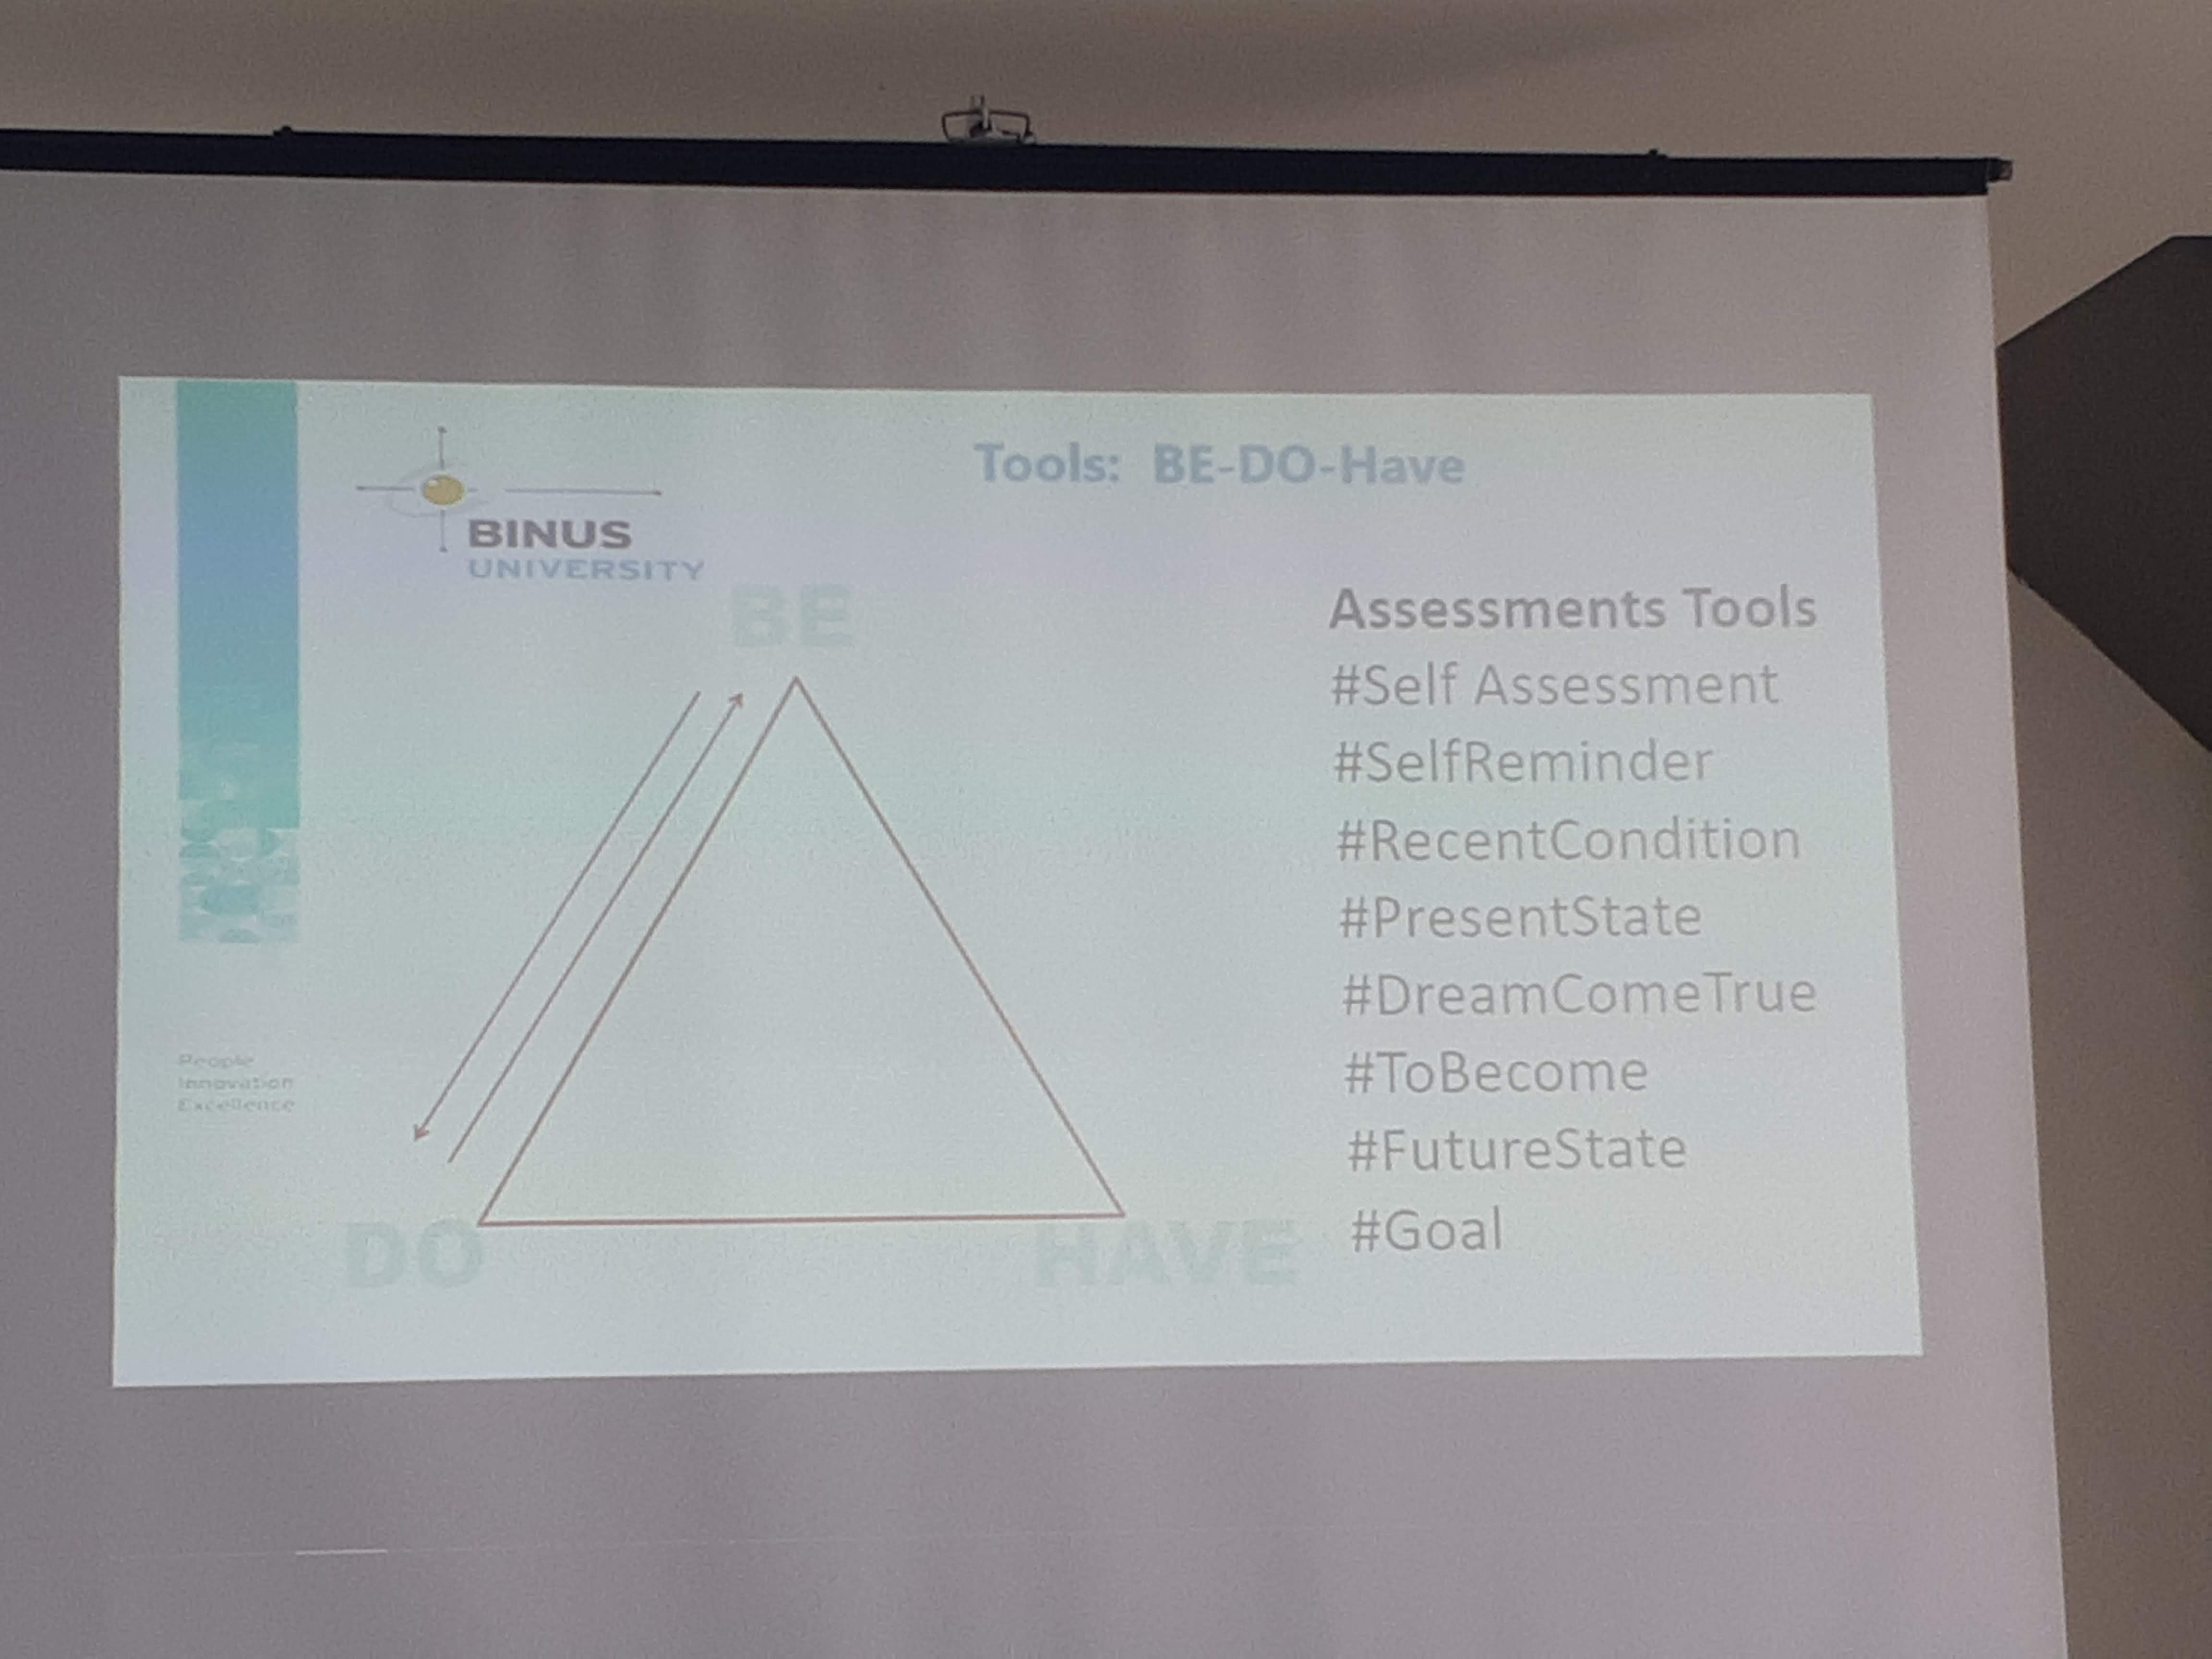 BINUS
UNIVERSITY
Tools: BE-DO-Have
BE
DO
HAVE
Assessments Tools
#Self Assessment
#SelfReminder
#RecentCondition
#PresentState
#DreamComeTrue
#ToBecome
#FutureState
#Goal
People
Innovation
Excellence